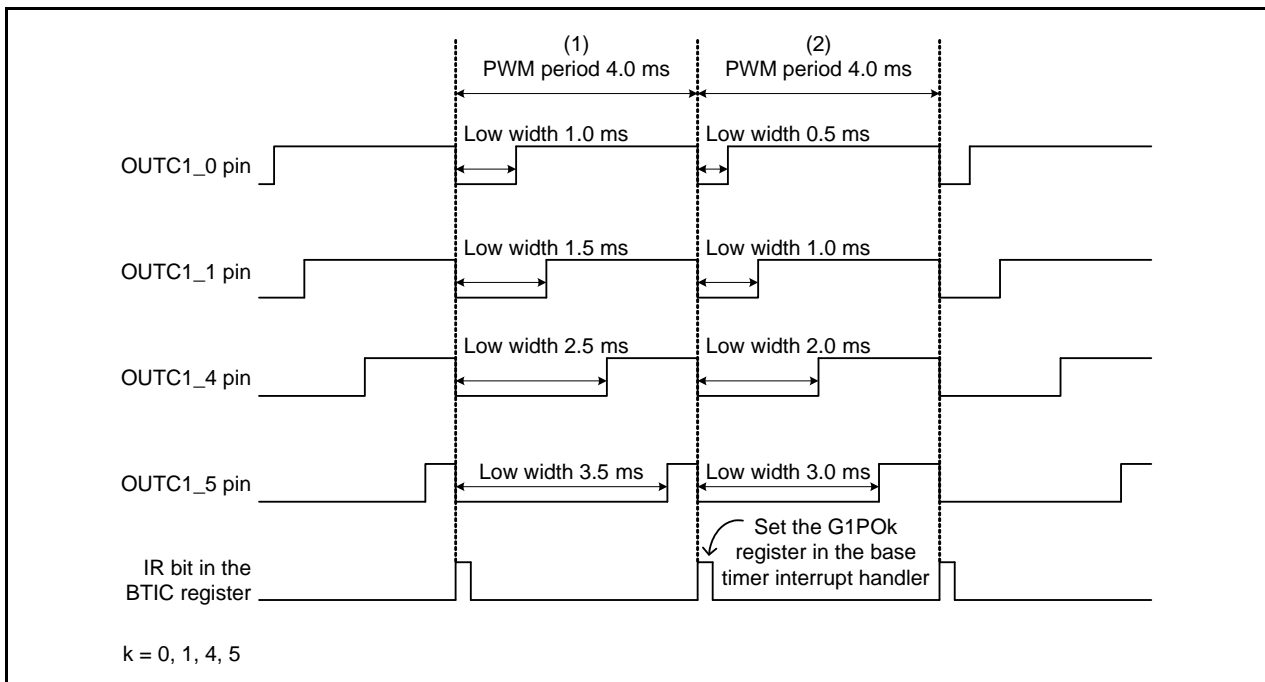 (1)
PWM period 4.0 ms
(2)
PWM period 4.0 ms
OUTC1_0 pin
Low width 1.0 ms
Low width 0.5 ms
OUTC1_1 pin
Low width 1.5 ms
Low width 1.0 ms
OUTC1_4 pin
Low width 2.5 ms
Low width 2.0 ms
OUTC1_5 pin
Low width 3.5 ms
Low width 3.0 ms
IR bit in the
BTIC register
Set the G1POk
register in the base
timer interrupt handler
k = 0, 1, 4, 5